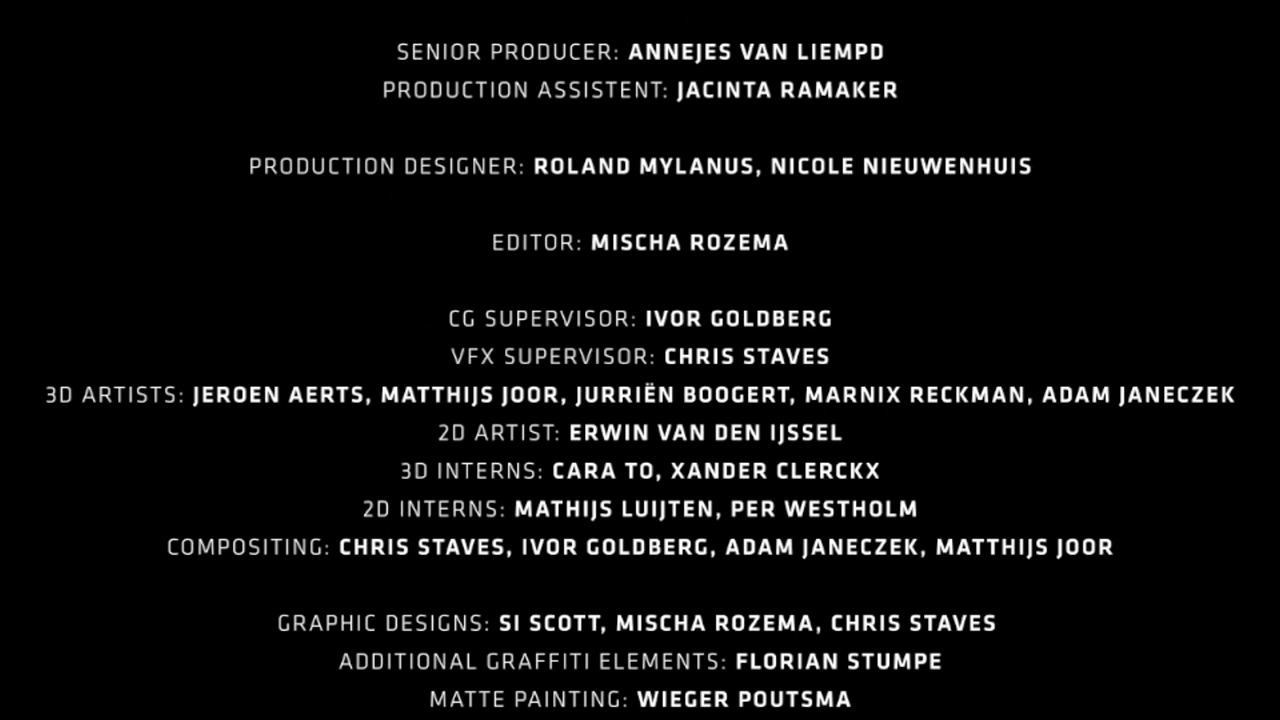 SENIOR PRODUCER: ANNEJES VAN LIEMPD
PRODUCTION ASSISTENT: JACINTA RAMAKER
PRODUCTION DESIGNER: ROLAND MYLANUS, NICOLE NIEUWENHUIS
EDITOR: MISCHA ROZEMA
CG SUPERVISOR: IVOR GOLDBERG
VFX SUPERVISOR: CHRIS STAVES
3D ARTISTS: JEROEN AERTS, MATTHIJS JOOR, JURRIËN BOOGERT, MARNIX RECKMAN, ADAM JANECZEK
2D ARTIST: ERWIN VAN DEN IJSSEL
3D INTERNS: CARA TO, XANDER CLERCKX
2D INTERNS: MATHIJS LUIJTEN, PER WESTHOLM
COMPOSITING: CHRIS STAVES, IVOR GOLDBERG, ADAM JANECZEK, MATTHIJS JOOR
GRAPHIC DESIGNS: SI SCOTT, MISCHA ROZEMA, CHRIS STAVES
ADDITIONAL GRAFFITI ELEMENTS: FLORIAN STUMPE
MATTE PAINTING: WIEGER POUTSMA